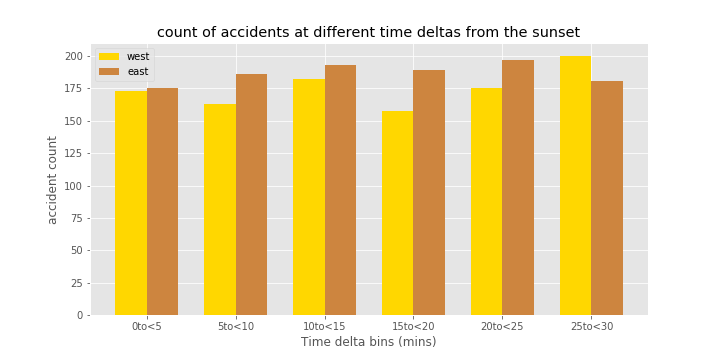 count of accidents at different time deltas from the sunset
west
east
200
175
150
125
100
75
50
25
0
accident count
0to<5 5to<10 10to<15 15to<20 20to<25 25to<30
Time delta bins (mins)